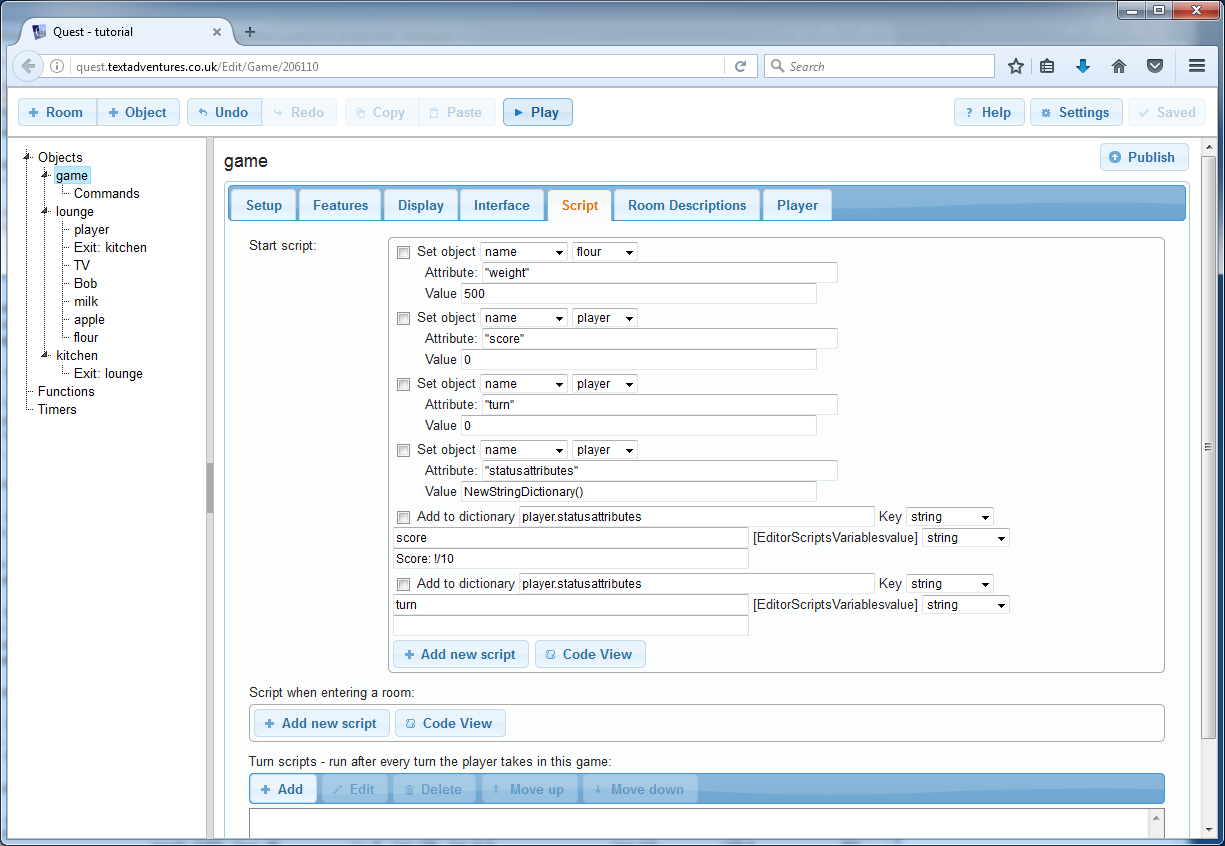 Quest - tutorial
quest.textadventures.co.uk/Edit/Game/206110
Search
Room Object Undo Redo Copy Paste Play Help Settings Saved
Objects
game
Commands
lounge
player
Exit: kitchen
TV
Bob
milk
apple
flour
kitchen
Exit: lounge
Functions
Timers
game
Publish
Setup Features Display Interface Script Room Descriptions Player
Start script:
Set object name flour
Attribute: "weight"
Value 500
Set object name player
Attribute: "score"
Value 0
Set object name player
Attribute: "turn"
Value 0
Set object name player
Attribute: "statusattributes"
Value NewStringDictionary()
Add to dictionary player.statusattributes Key string
score [EditorScriptsVariablesvalue] string
Score: !/10
Add to dictionary player.statusattributes Key string
turn [EditorScriptsVariablesvalue] string
Add new script Code View
Script when entering a room:
Add new script Code View
Turn scripts - run after every turn the player takes in this game:
Add Edit Delete Move up Move down